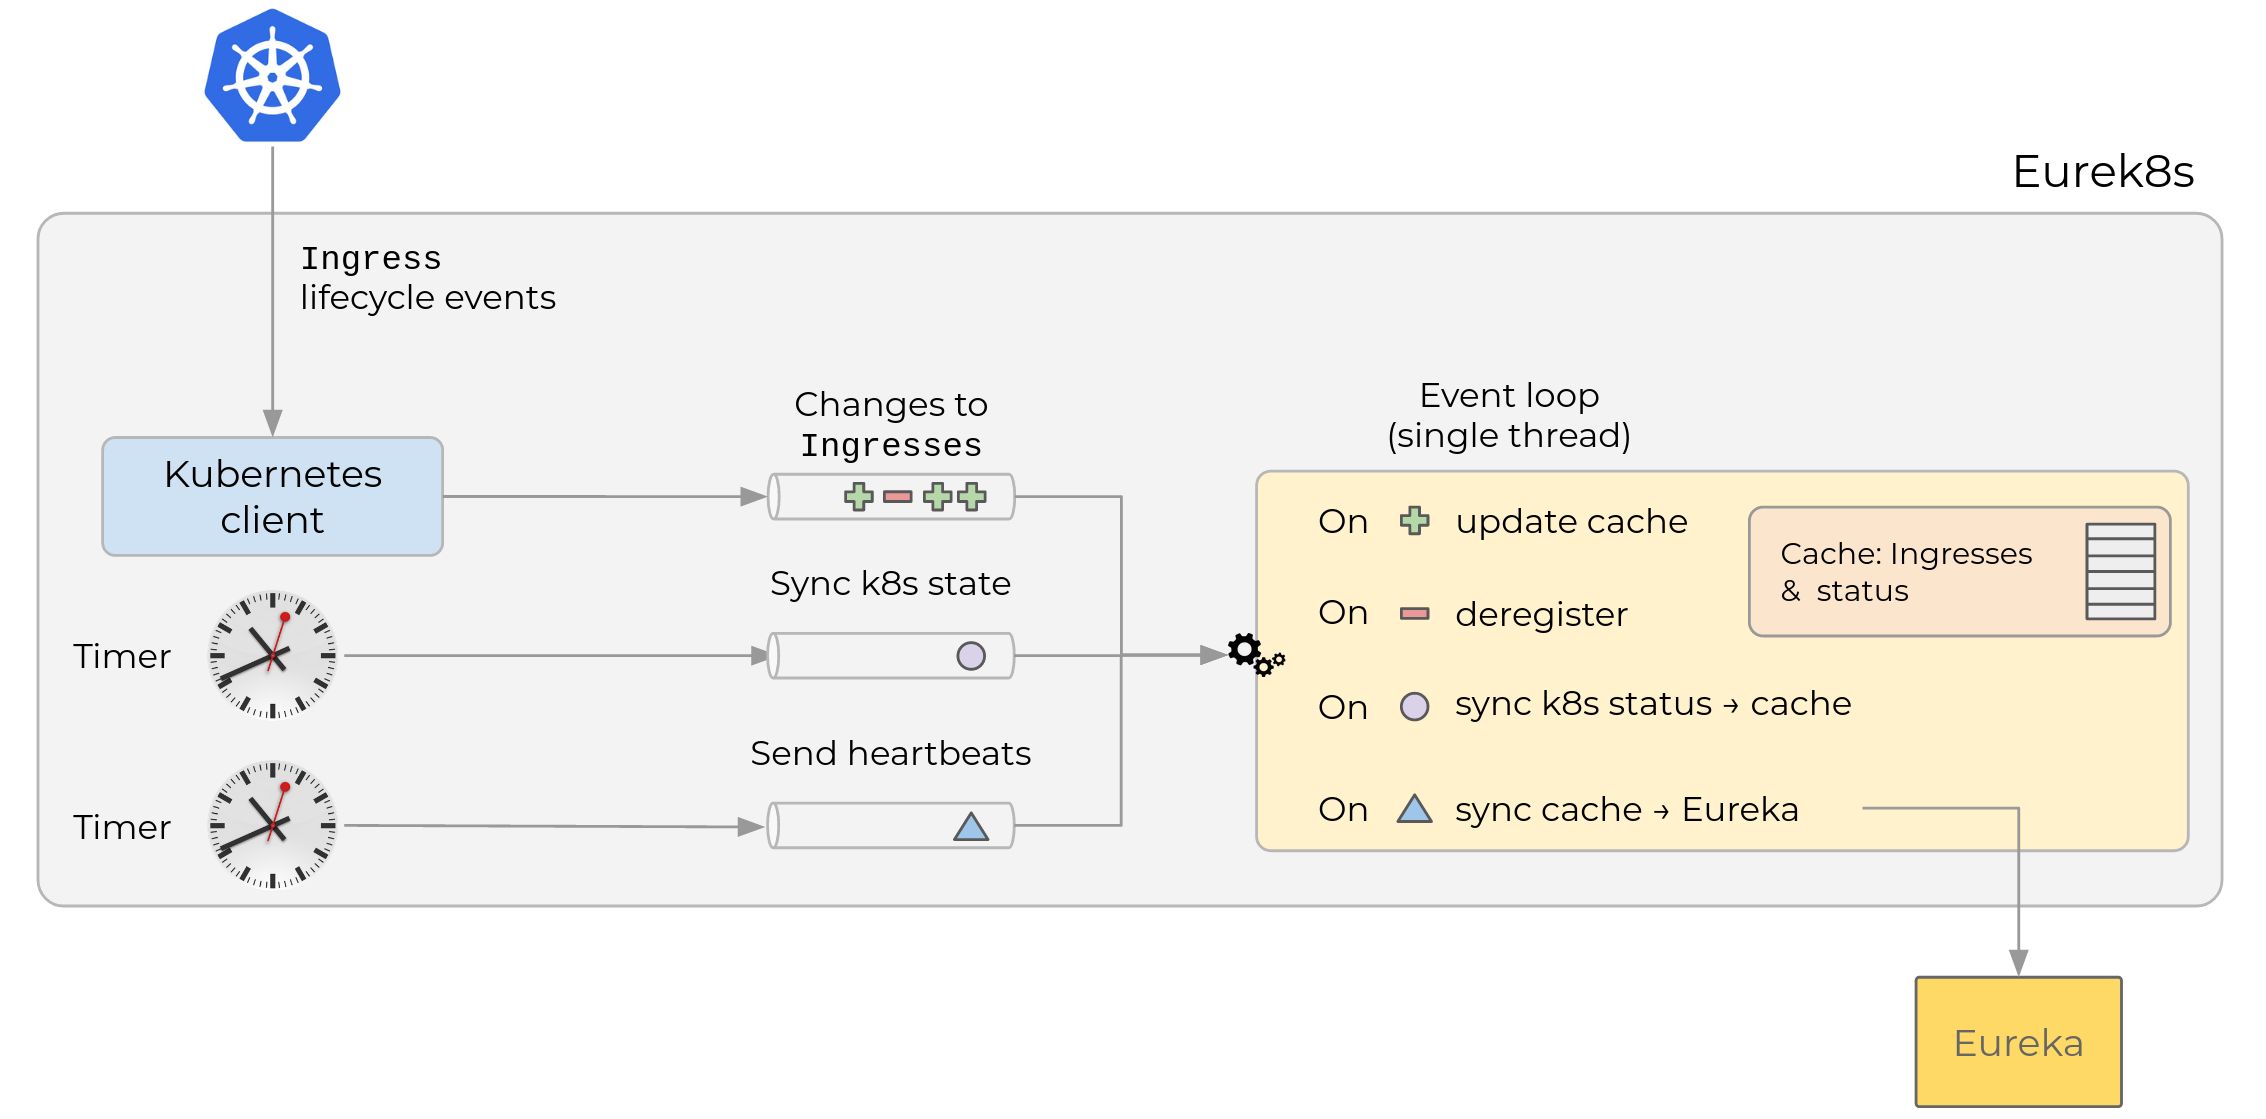 Eurek8s
Ingress
lifecycle events
Kubernetes
client
Timer
Timer
Changes to
Ingresses
Sync k8s state
Send heartbeats
Event loop
(single thread)
On update cache
On deregister
On sync k8s status → cache
On sync cache → Eureka
Cache: Ingresses
& status
Eureka